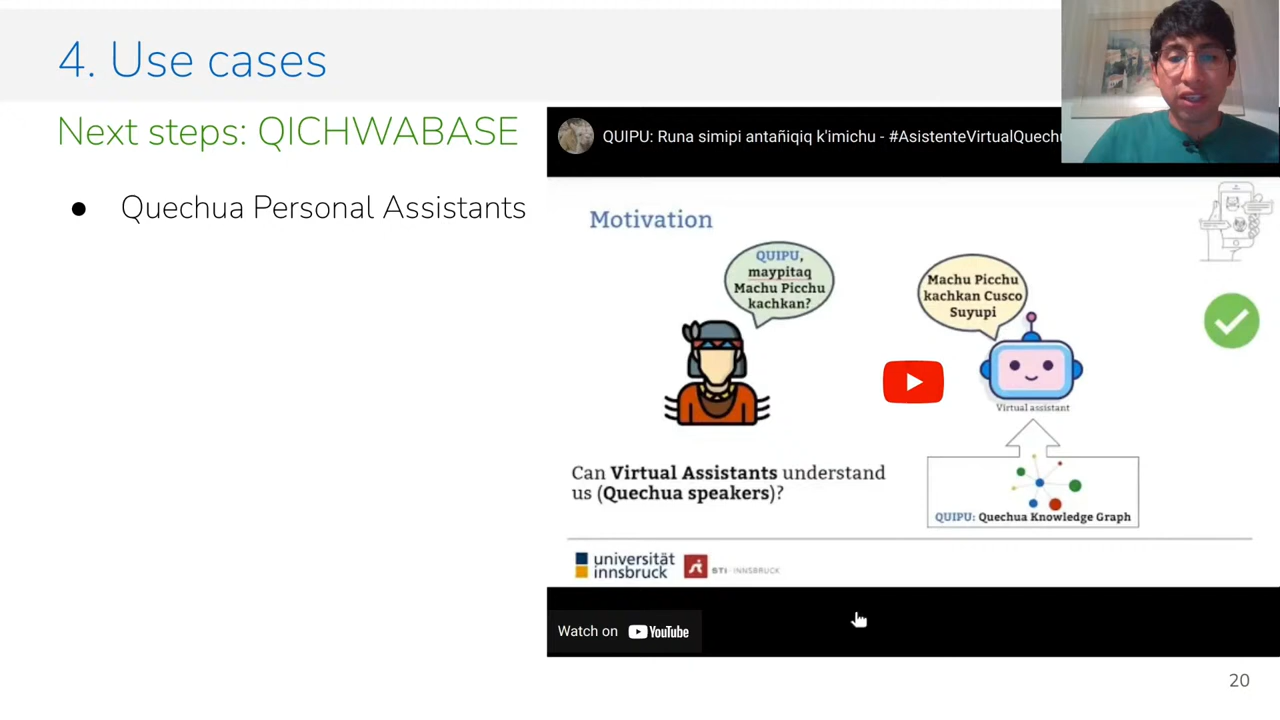 4. Use cases
Next steps: QICHWABASE
● Quechua Personal Assistants
QUIPU: Runa simipi antañiqiq k'imichu - #AsistenteVirtualQuechu
Motivation
QUIPU,
maypitaq
Machu Picchu
kachkan?
Machu Picchu
kachkan Cusco
Suyupi
Virtual assistant
Can Virtual Assistants understand
us (Quechua speakers)?
QUIPU: Quechua Knowledge Graph
universität
innsbruck
STI · INNSBRUCK
Watch on YouTube
20